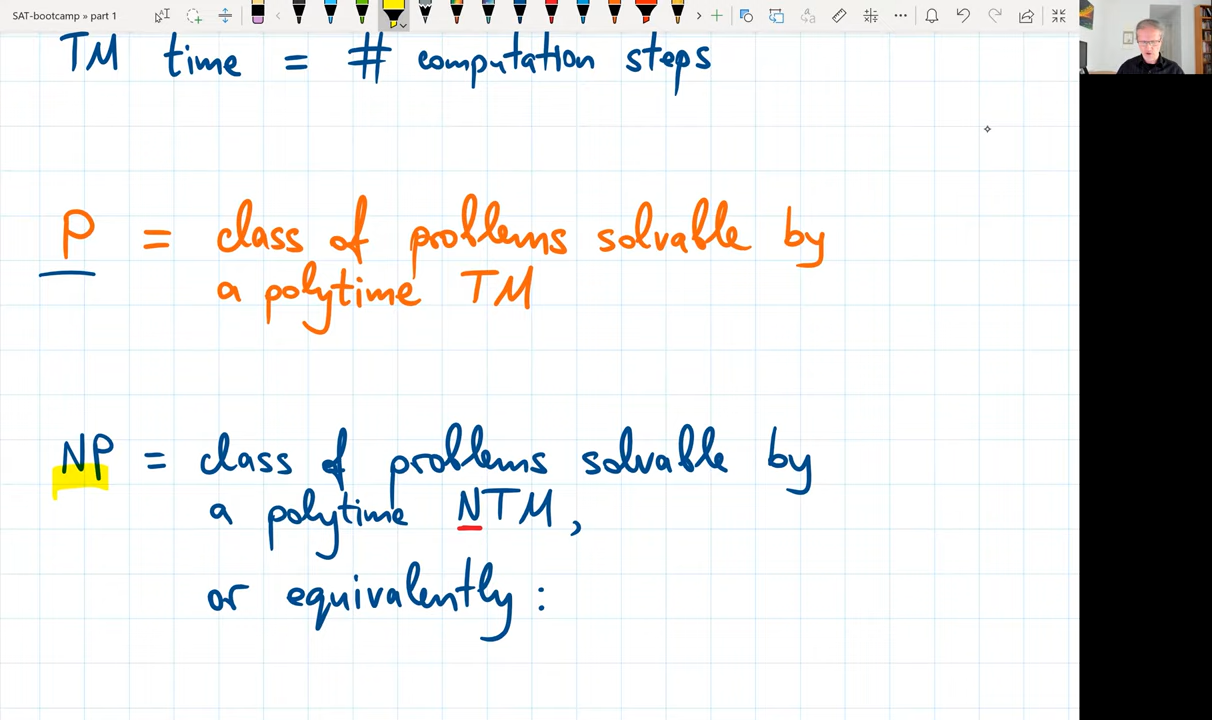 SAT-bootcamp » part 1
TM time = # computation steps
P = class of problems solvable by
a polytime TM
NP = class of problems solvable by
a polytime NTM,
or equivalently: